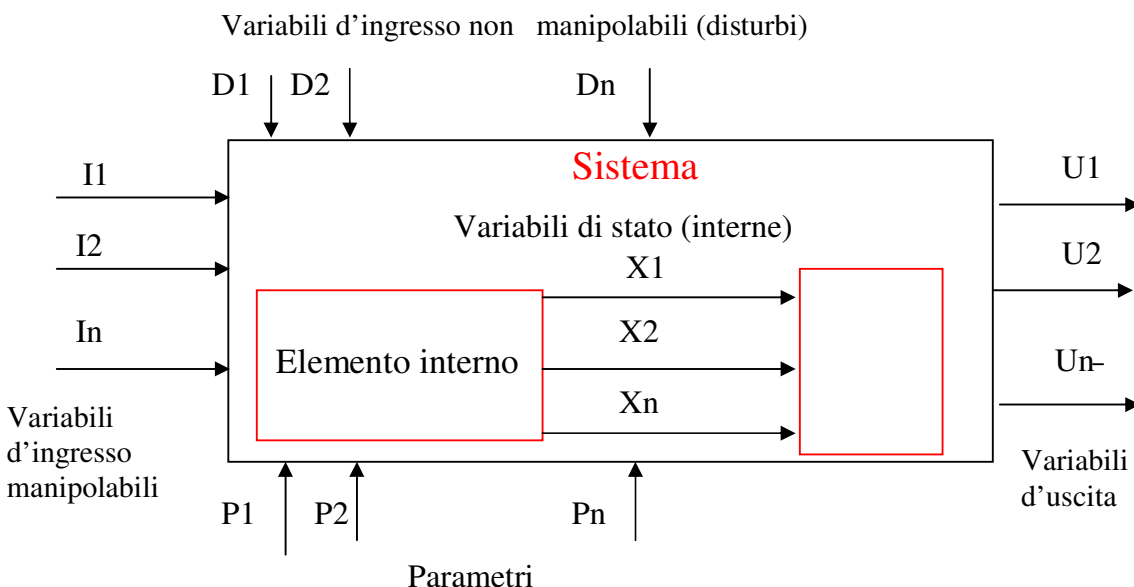 Variabili d’ingresso non manipolabili (disturbi)
D1 D2 Dn
Sistema
I1
U1
Variabili di stato (interne)
I2
X1
U2
In
Elemento interno
X2
Un
Xn
Variabili
d’ingresso
manipolabili
Variabili
d’uscita
P1 P2 Pn
Parametri